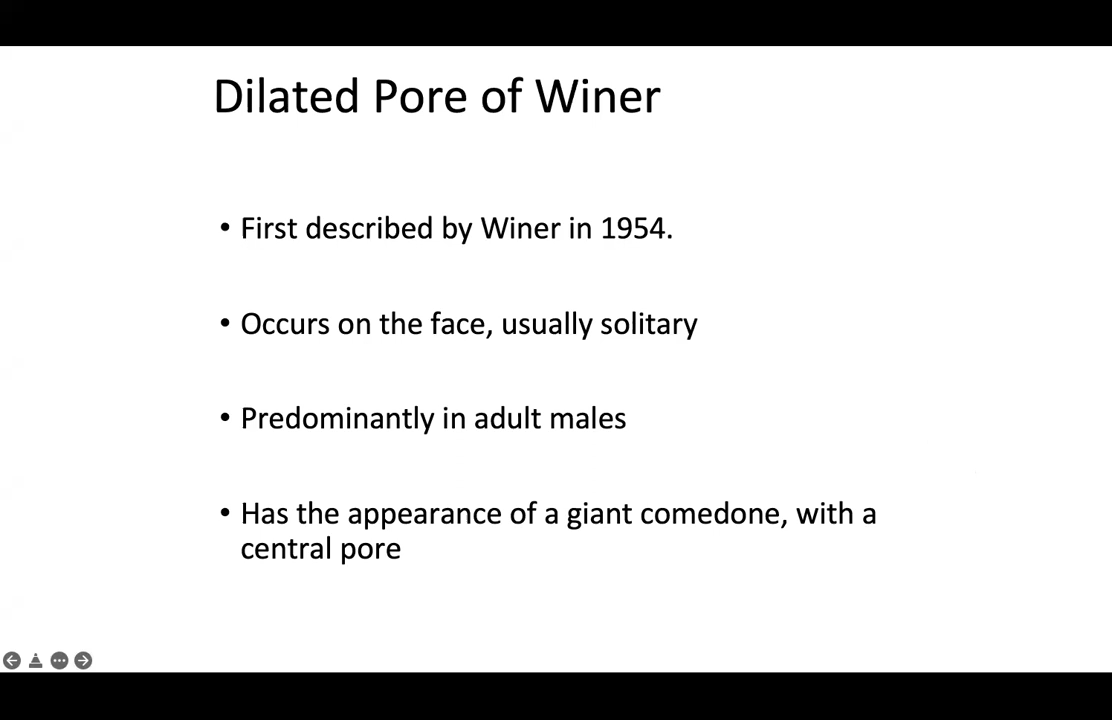 Dilated Pore of Winer
• First described by Winer in 1954.
• Occurs on the face, usually solitary
• Predominantly in adult males
• Has the appearance of a giant comedone, with a
central pore